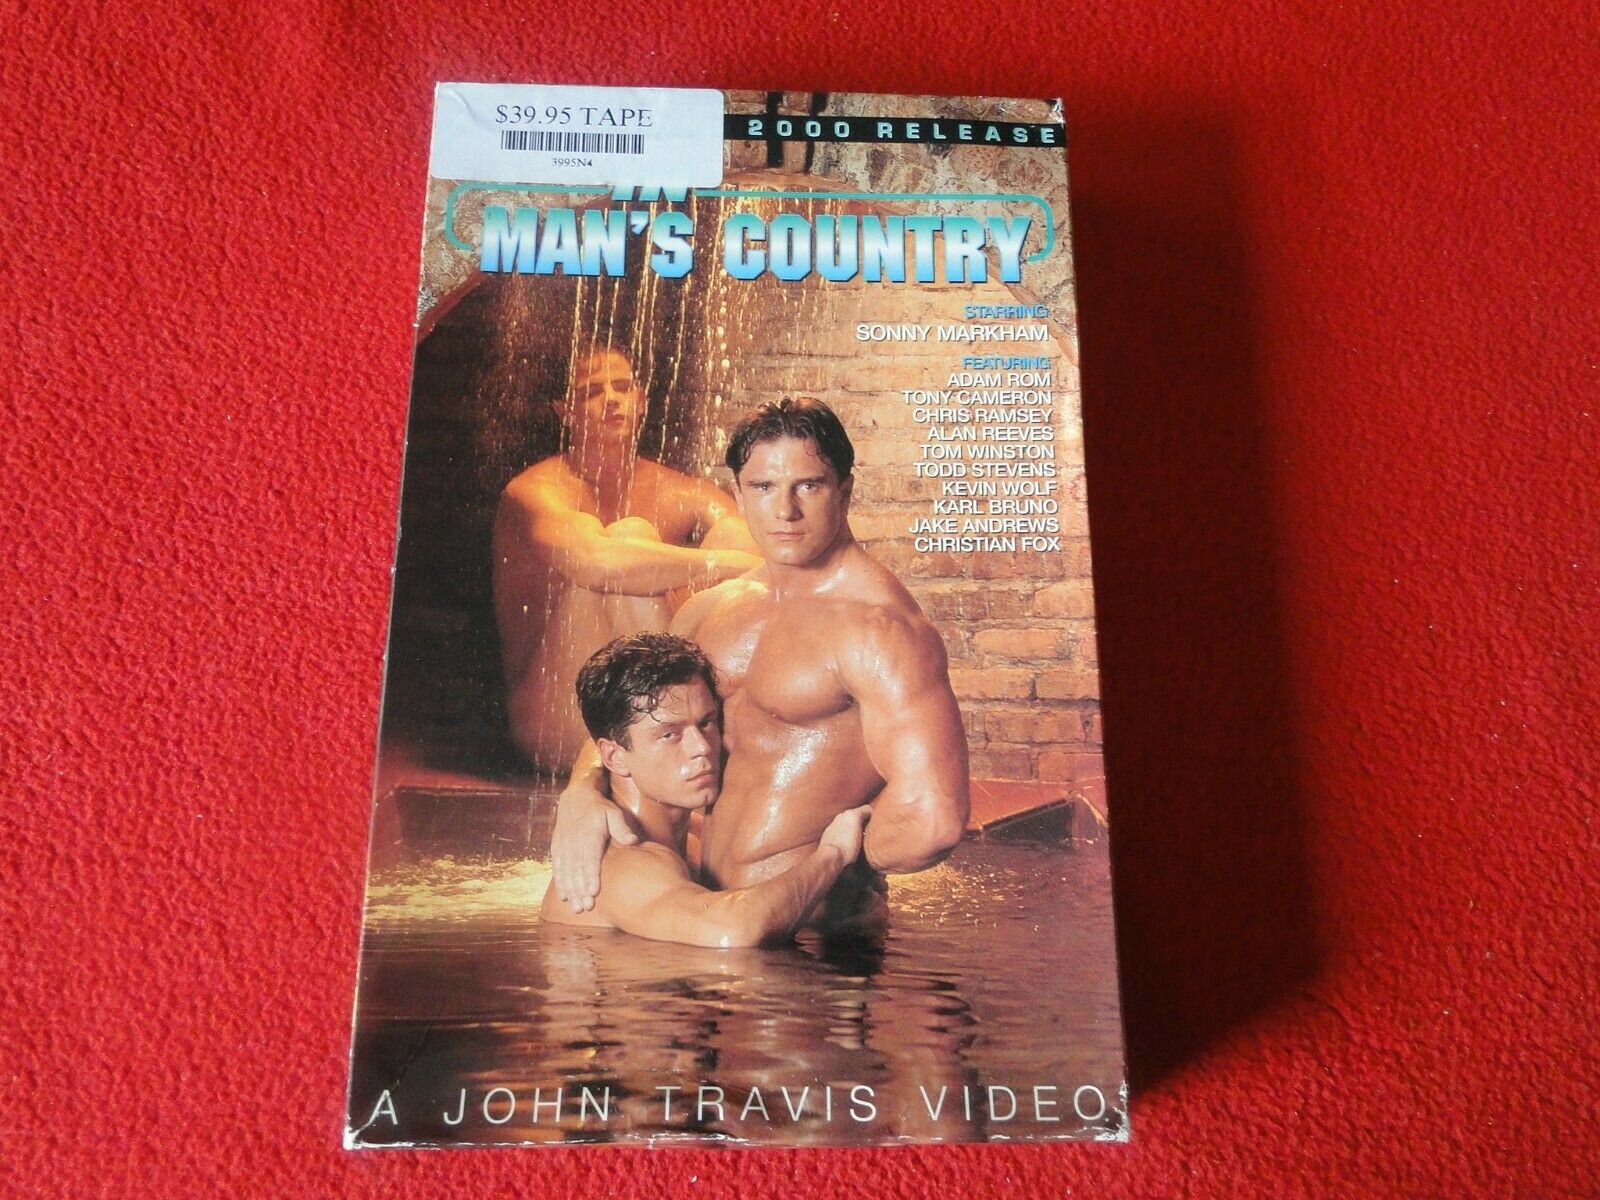 $39.95 TAPE
3995N4
2000 RELEASE
IN
MAN'S COUNTRY
STARRING
SONNY MARKHAM
FEATURING
ADAM ROM
TONY CAMERON
CHRIS RAMSEY
ALAN REEVES
TOM WINSTON
TODD STEVENS
KEVIN WOLF
KARL BRUNO
JAKE ANDREWS
CHRISTIAN FOX
A JOHN TRAVIS VIDEO